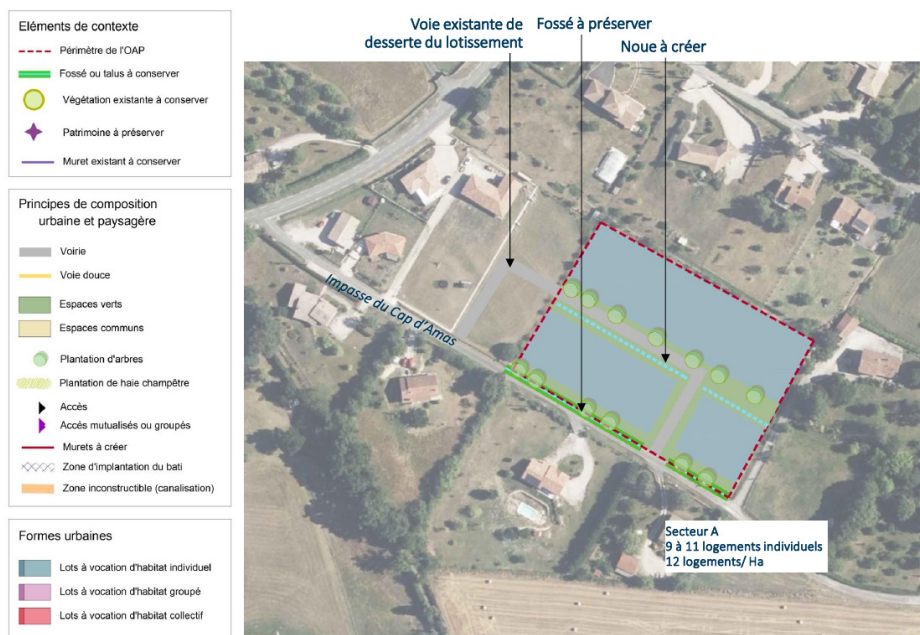 Eléments de contexte
Périmètre de l'OAP
Fossé ou talus à conserver
Végétation existante à conserver
Patrimoine à préserver
Muret existant à conserver
Principes de composition
urbaine et paysagère
Voirie
Voie douce
Espaces verts
Espaces communs
Plantation d'arbres
Plantation de haie champêtre
Accès
Accés mutualisés ou groupés
Murets à créer
Zone d'implantation du bati
Zone inconstructible (canalisation)
Formes urbaines
Lots à vocation d'habitat individuel
Lots à vocation d'habitat groupé
Lots à vocation d'habitat collectif
Voie existante de
desserte du lotissement
Fossé à préserver
Noue à créer
Impasse du Cap d'Amas
Secteur A
9 à 11 logements individuels
12 logements/ Ha